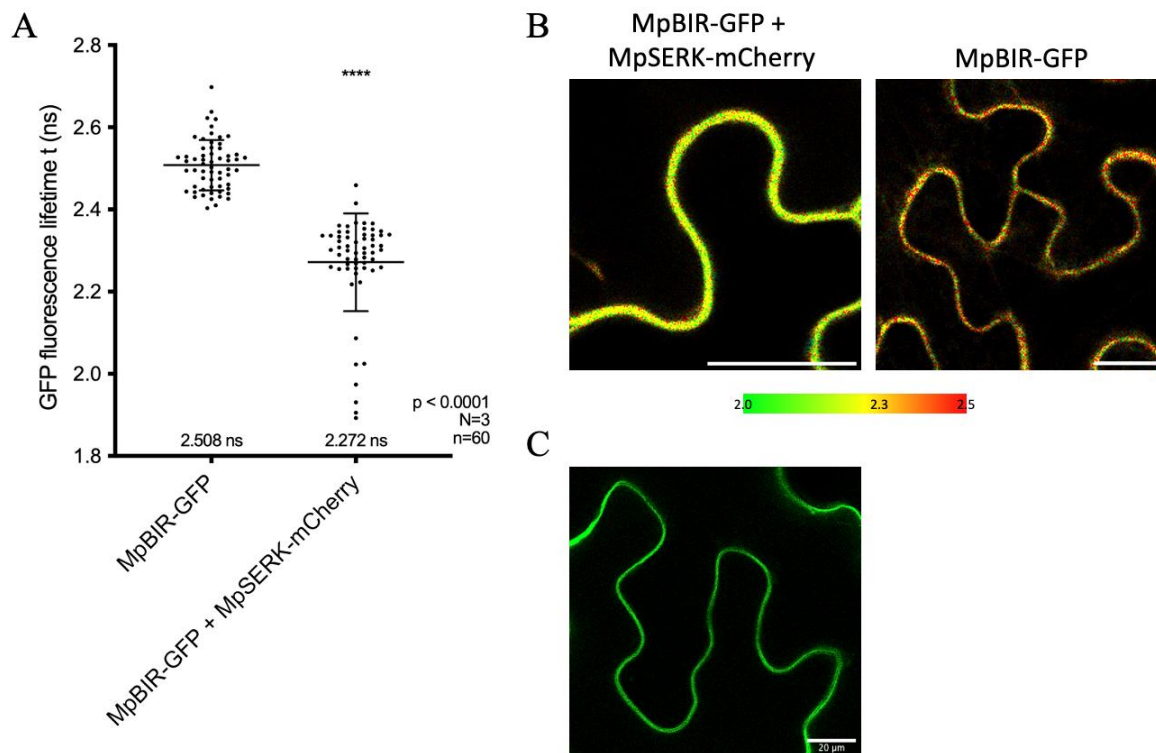 A
GFP fluorescence lifetime t (ns)
2.8
2.6
2.4
2.2
2.0
1.8
****
p < 0.0001
N=3
n=60
2.508 ns
2.272 ns
MpBIR-GFP
MpBIR-GFP + MpSERK-mCherry
B
MpBIR-GFP +
MpSERK-mCherry
MpBIR-GFP
2.0
2.3
2.5
C
20 µm